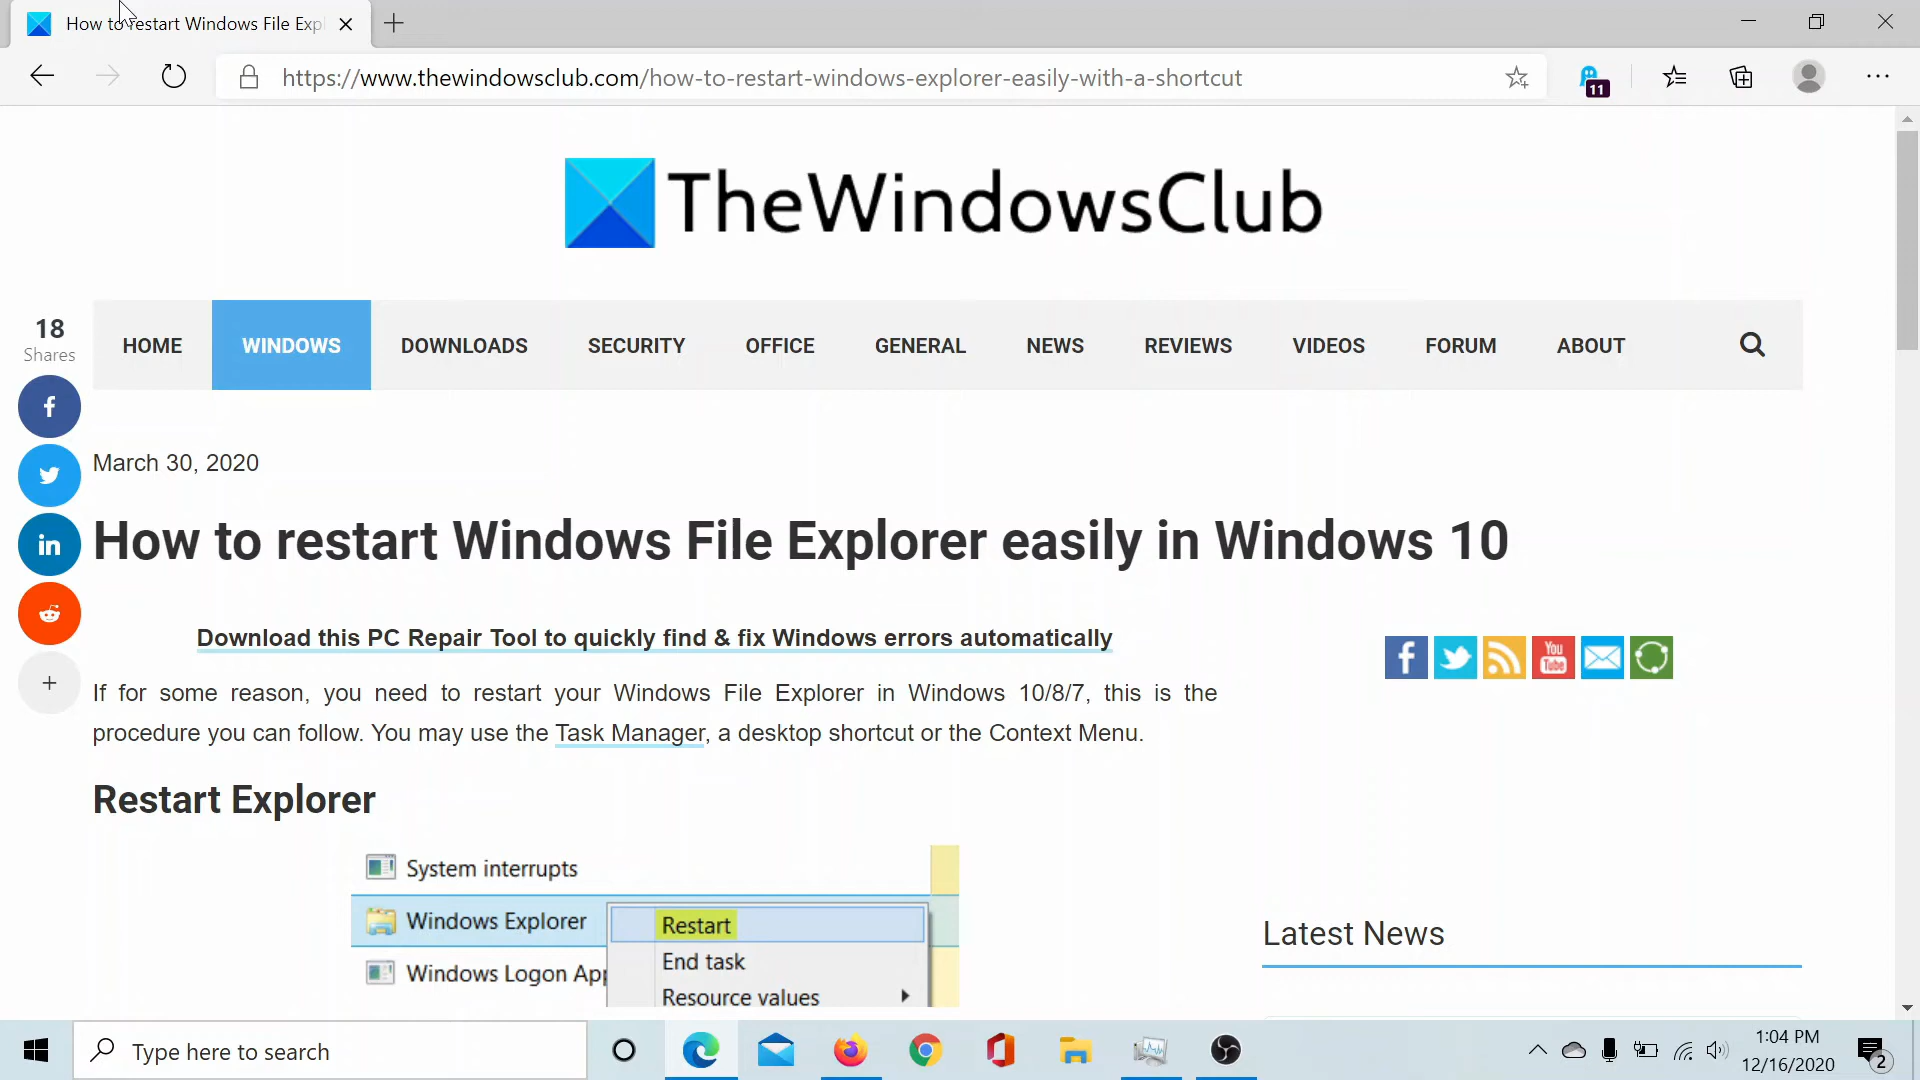 How to restart Windows File Exp
https://www.thewindowsclub.com/how-to-restart-windows-explorer-easily-with-a-shortcut
11
TheWindowsClub
HOME WINDOWS DOWNLOADS SECURITY OFFICE GENERAL NEWS REVIEWS VIDEOS FORUM ABOUT
18
Shares
March 30, 2020
How to restart Windows File Explorer easily in Windows 10
Download this PC Repair Tool to quickly find & fix Windows errors automatically
If for some reason, you need to restart your Windows File Explorer in Windows 10/8/7, this is the
procedure you can follow. You may use the Task Manager, a desktop shortcut or the Context Menu.
You
Tube
Restart Explorer
System interrupts
Windows Explorer
Restart
End task
Windows Logon App
Resource values
Latest News
Type here to search
1:04 PM
12/16/2020
2